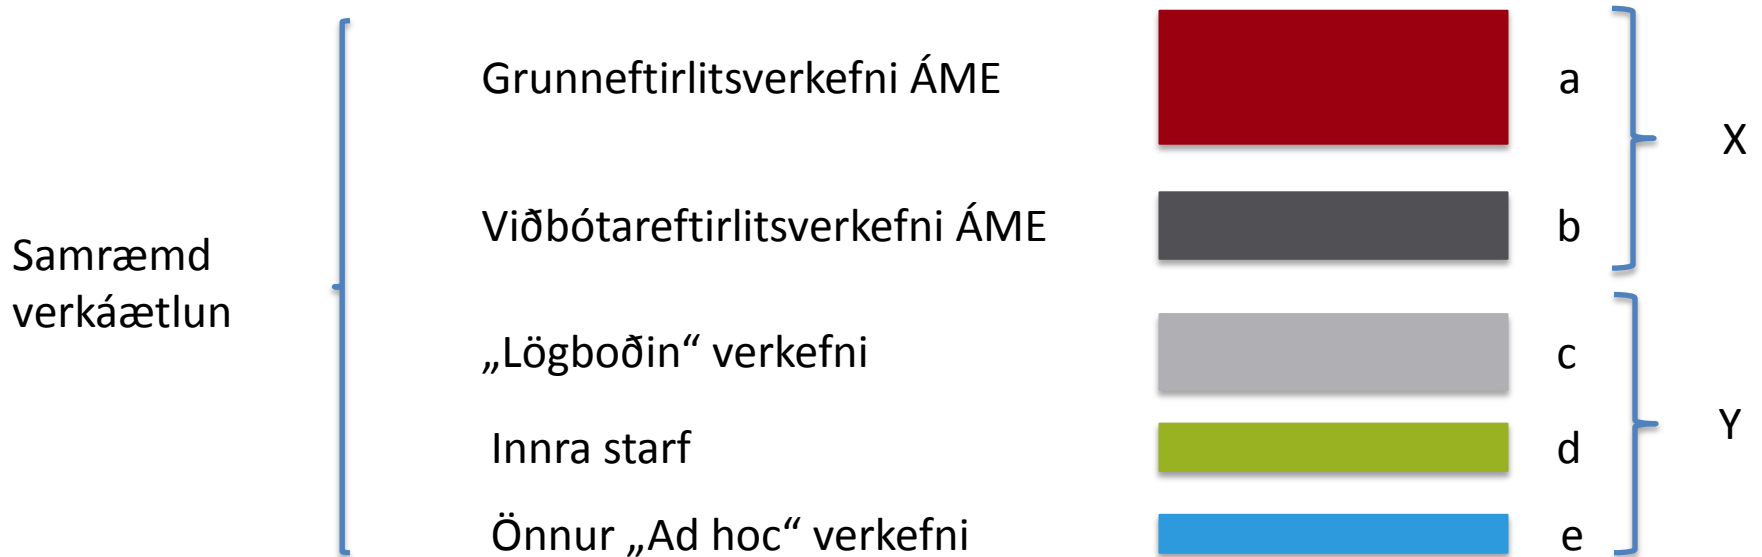 Samræmd
verkáætlun
Grunneftirlitsverkefni ÁME
a
X
Viðbótareftirlitsverkefni ÁME
b
„Lögboðin“ verkefni
c
Y
Innra starf
d
Önnur „Ad hoc“ verkefni
e